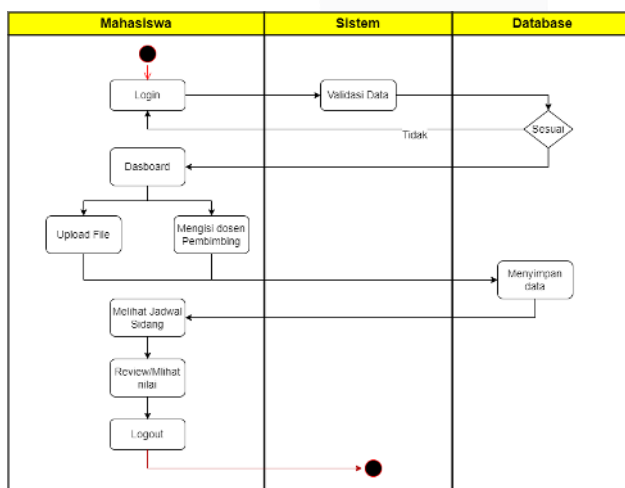 Mahasiswa
Sistem
Database
Login
Validasi Data
Sesuai
Tidak
Dasboard
Upload File
Mengisi dosen
Pembimbing
Menyimpan
data
Melihat Jadwal
Sidang
Review/Mlihat
nilai
Logout